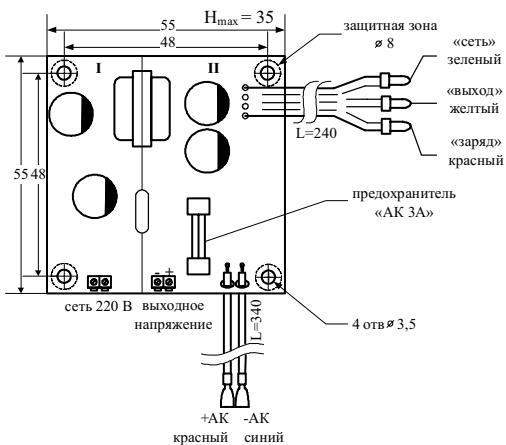 55
H max = 35
48
защитная зона
⌀ 8
I
II
«сеть»
зеленый
«выход»
желтый
L=240
«заряд»
красный
55
48
предохранитель
«АК 3А»
- +
сеть 220 В
выходное
напряжение
L=340
4 отв ⌀ 3,5
+АК
красный
-АК
синий